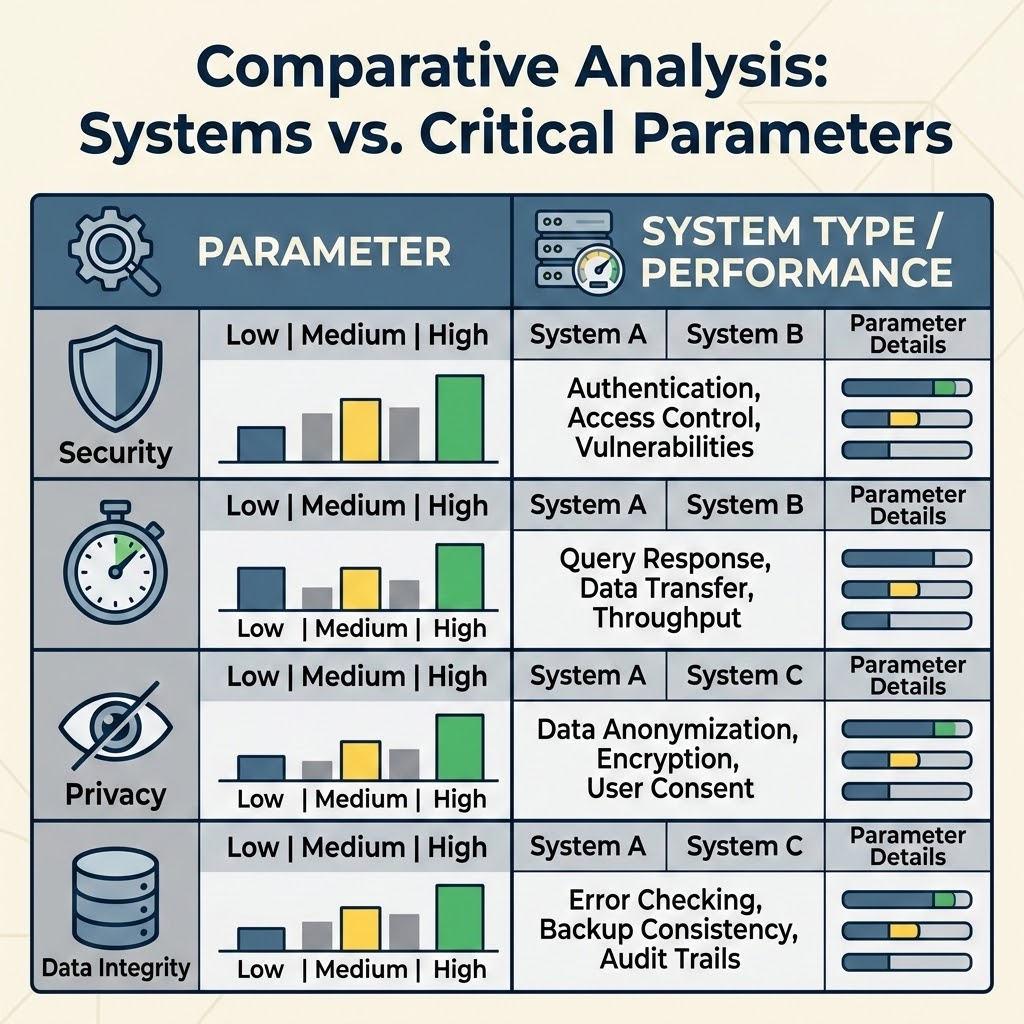 Comparative Analysis:
Systems vs. Critical Parameters
PARAMETER
SYSTEM TYPE /
PERFORMANCE
Low | Medium | High
System A
System B
Parameter
Details
Security
Authentication,
Access Control,
Vulnerabilities
Low | Medium | High
System A
System B
Parameter
Details
Low | Medium | High
Query Response,
Data Transfer,
Throughput
Low | Medium | High
System A
System C
Parameter
Details
Privacy
Low | Medium | High
Data Anonymization,
Encryption,
User Consent
Low | Medium | High
System A
System C
Parameter
Details
Data Integrity
Low | Medium | High
Error Checking,
Backup Consistency,
Audit Trails